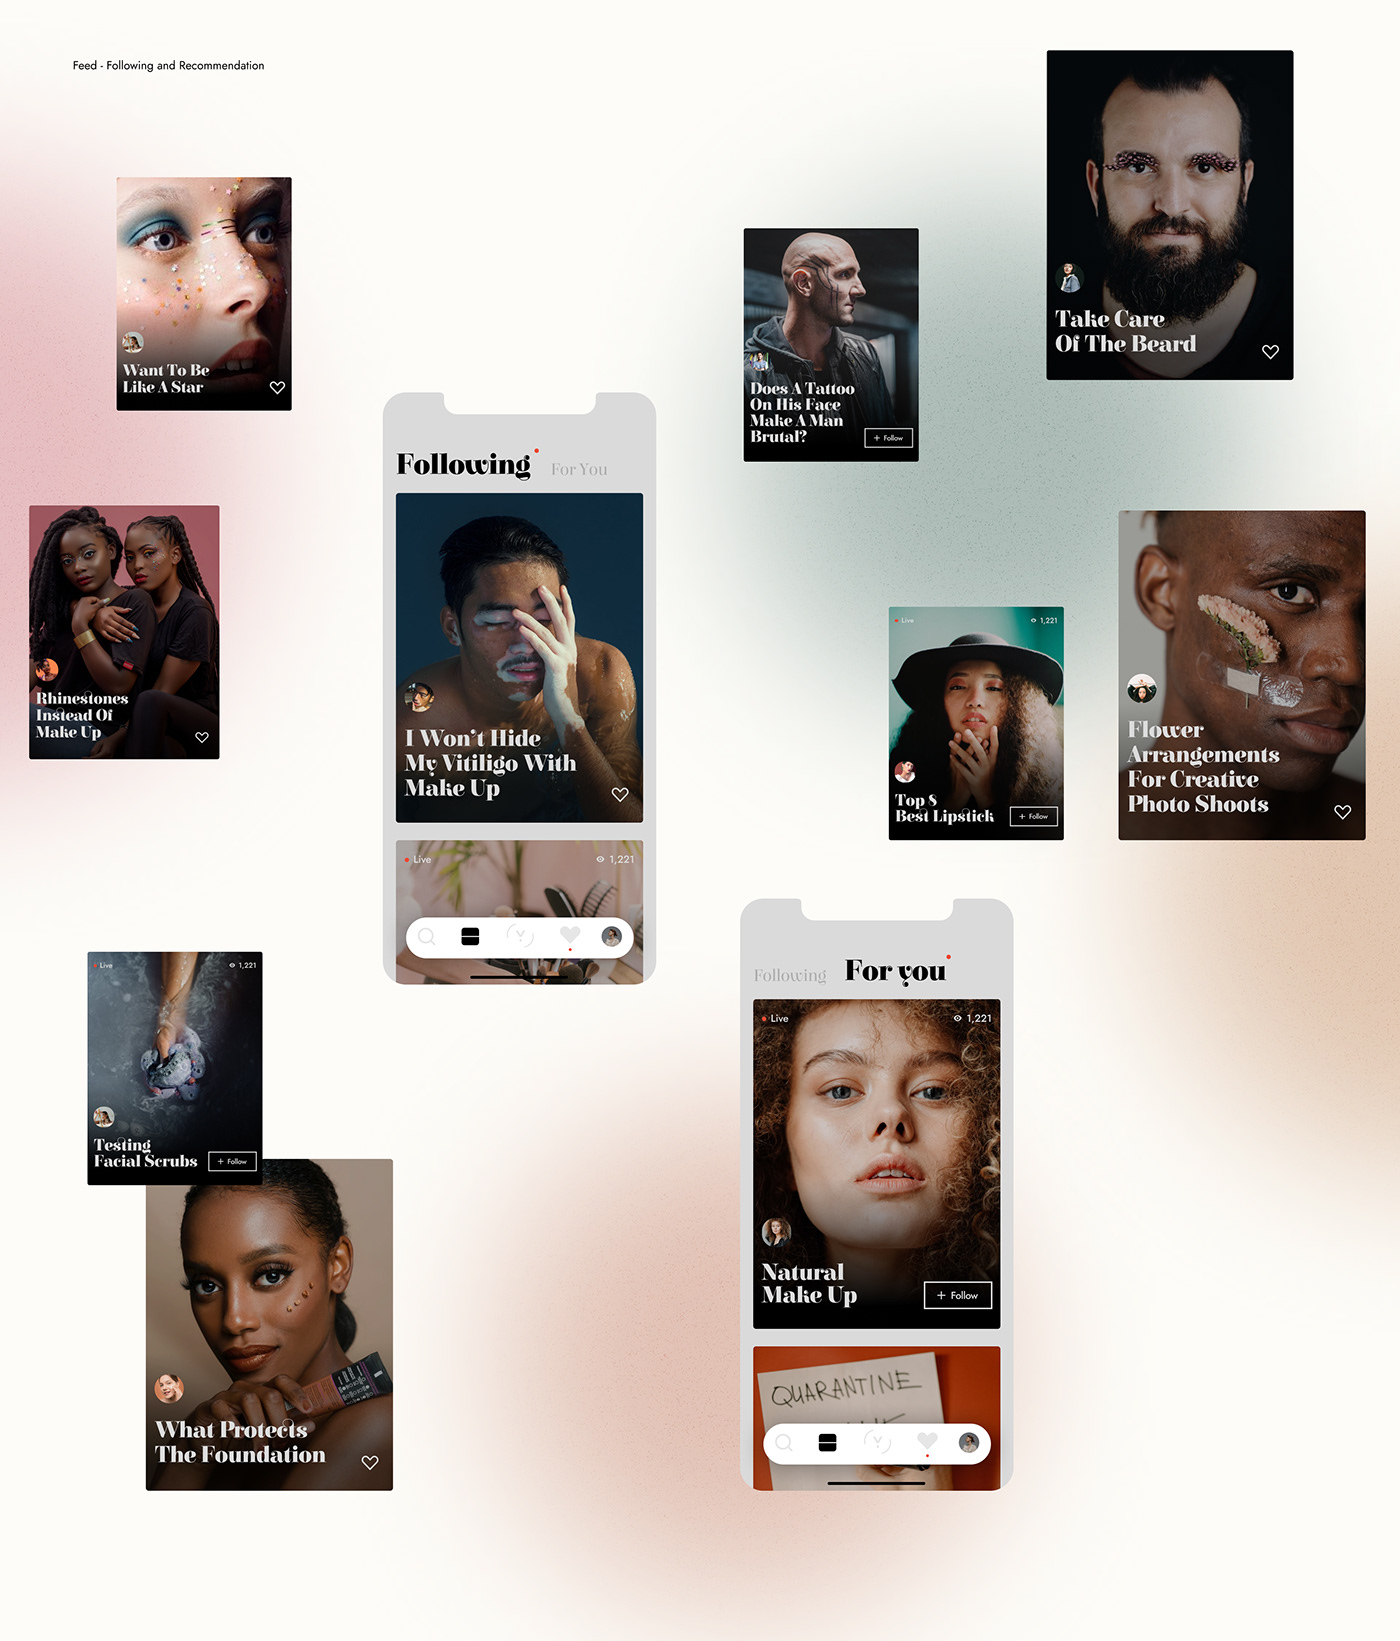 Feed - Following and Recommendation
Want To Be
Like A Star
Take Care
Of The Beard
Does A Tattoo
On His Face
Make A Man
Brutal?
+ Follow
Following
For You
I Won't Hide
My Vitiligo With
Make Up
Live
1,221
Rhinestones
Instead Of
Make Up
Live
1,221
Top 8
Best Lipstick
+ Follow
Flower
Arrangements
For Creative
Photo Shoots
Live
1,221
Testing
Facial Scrubs
+ Follow
What Protects
The Foundation
Following
For you
Live
1,221
Natural
Make Up
+ Follow
QUARANTINE